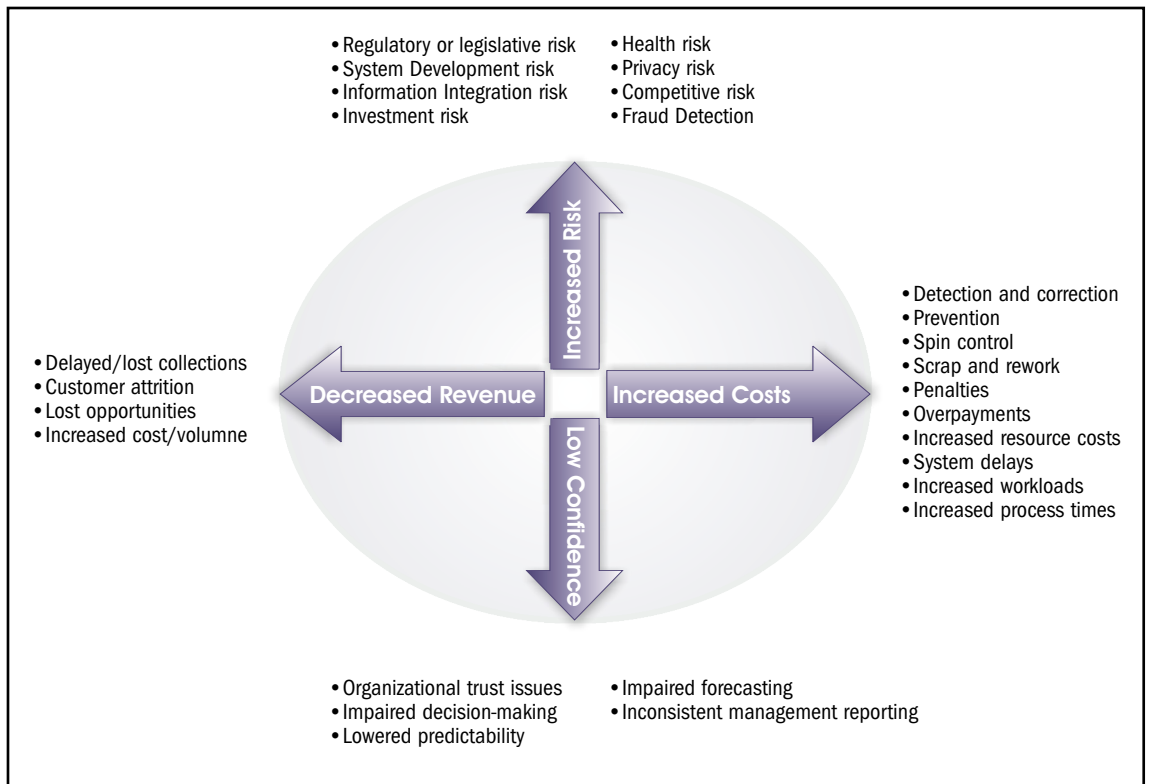 • Regulatory or legislative risk
• System Development risk
• Information Integration risk
• Investment risk
• Health risk
• Privacy risk
• Competitive risk
• Fraud Detection
Increased Risk
• Delayed/lost collections
• Customer attrition
• Lost opportunities
• Increased cost/volumne
Decreased Revenue
Increased Costs
• Detection and correction
• Prevention
• Spin control
• Scrap and rework
• Penalties
• Overpayments
• Increased resource costs
• System delays
• Increased workloads
• Increased process times
Low Confidence
• Organizational trust issues
• Impaired decision-making
• Lowered predictability
• Impaired forecasting
• Inconsistent management reporting